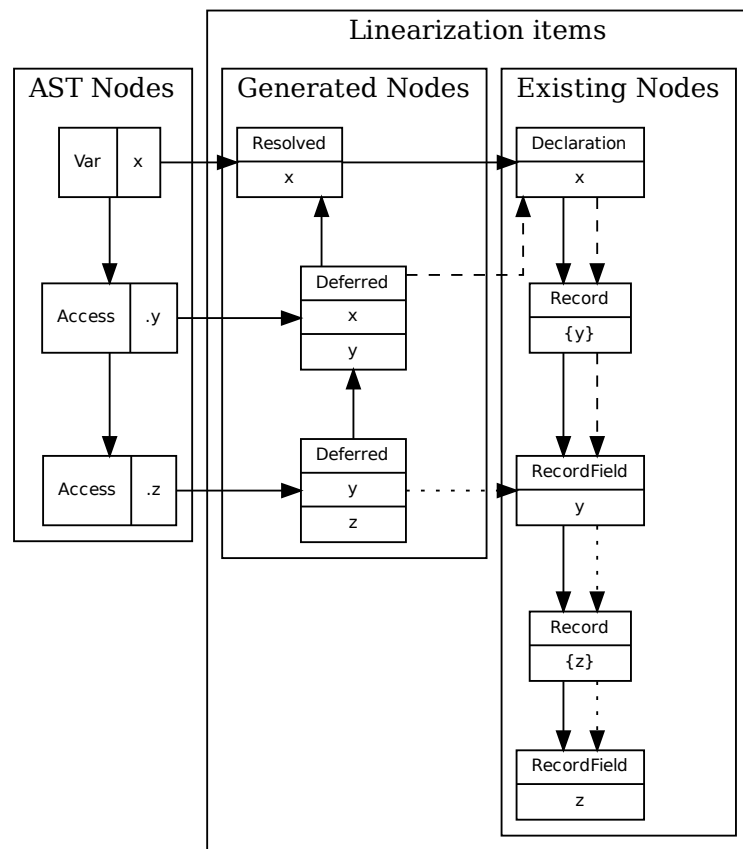 Linearization items
AST Nodes
Var x
Access .y
Access .z
Generated Nodes
Resolved
x
Deferred
x
y
Deferred
y
z
Existing Nodes
Declaration
x
Record
{y}
RecordField
y
Record
{z}
RecordField
z